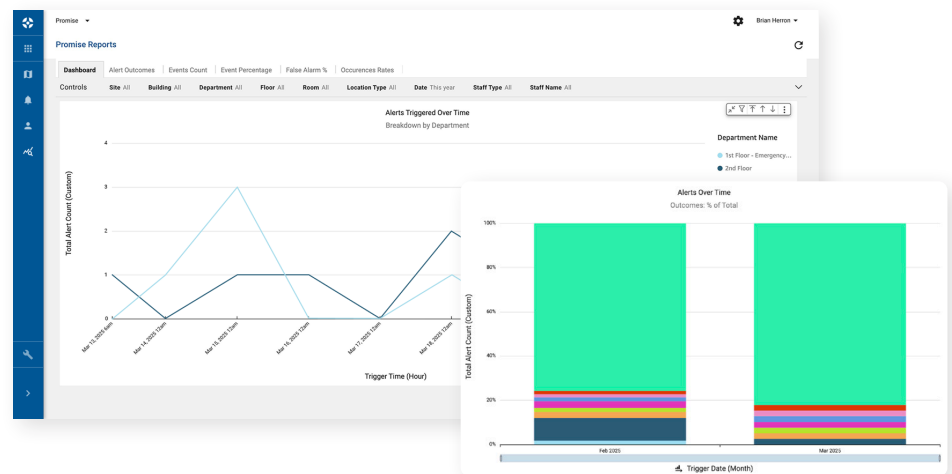 Promise
Brian Herron
Promise Reports
Dashboard Alert Outcomes Events Count Event Percentage False Alarm % Occurences Rates
Controls Site All Building All Department All Floor All Room All Location Type All Date This year Staff Type All Staff Name All
Alerts Triggered Over Time
Breakdown by Department
Department Name
1st Floor - Emergency...
2nd Floor
Total Alert Count (Custom)
4
3
2
1
0
Mar 13, 2025 6am
Mar 14, 2025 12am
Mar 15, 2025 12am
Mar 16, 2025 12am
Mar 17, 2025 12am
Mar 18, 2025 12am
Trigger Time (Hour)
Alerts Over Time
Outcomes: % of Total
Total Alert Count (Custom)
100%
80%
60%
40%
20%
0%
Feb 2025
Mar 2025
Trigger Date (Month)